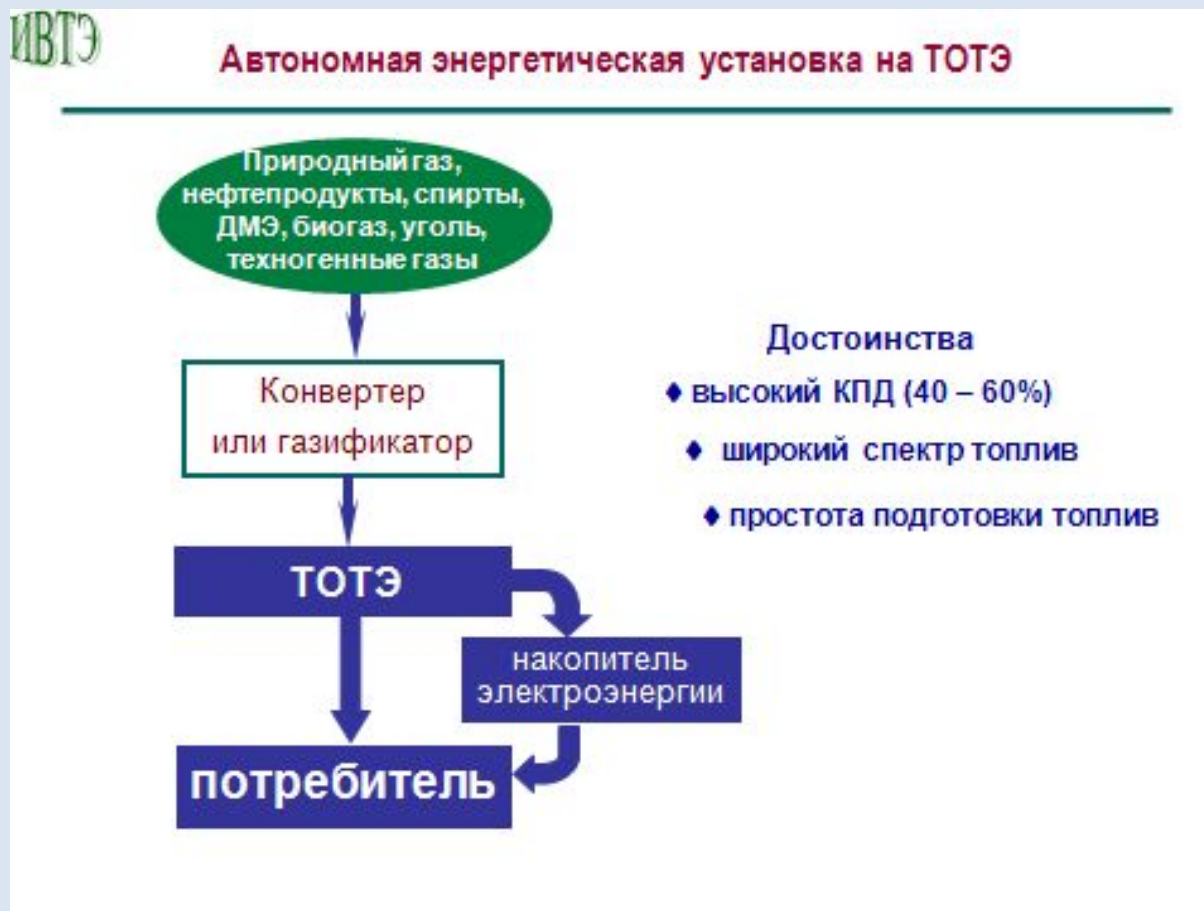 ИВТЭ
Автономная энергетическая установка на ТОТЭ
Природный газ,
нефтепродукты, спирты,
ДМЭ, биогаз, уголь,
техногенные газы
Конвертер
или газификатор
ТОТЭ
накопитель
электроэнергии
потребитель
Достоинства
♦ высокий КПД (40 – 60%)
♦ широкий спектр топлив
♦ простота подготовки топлив